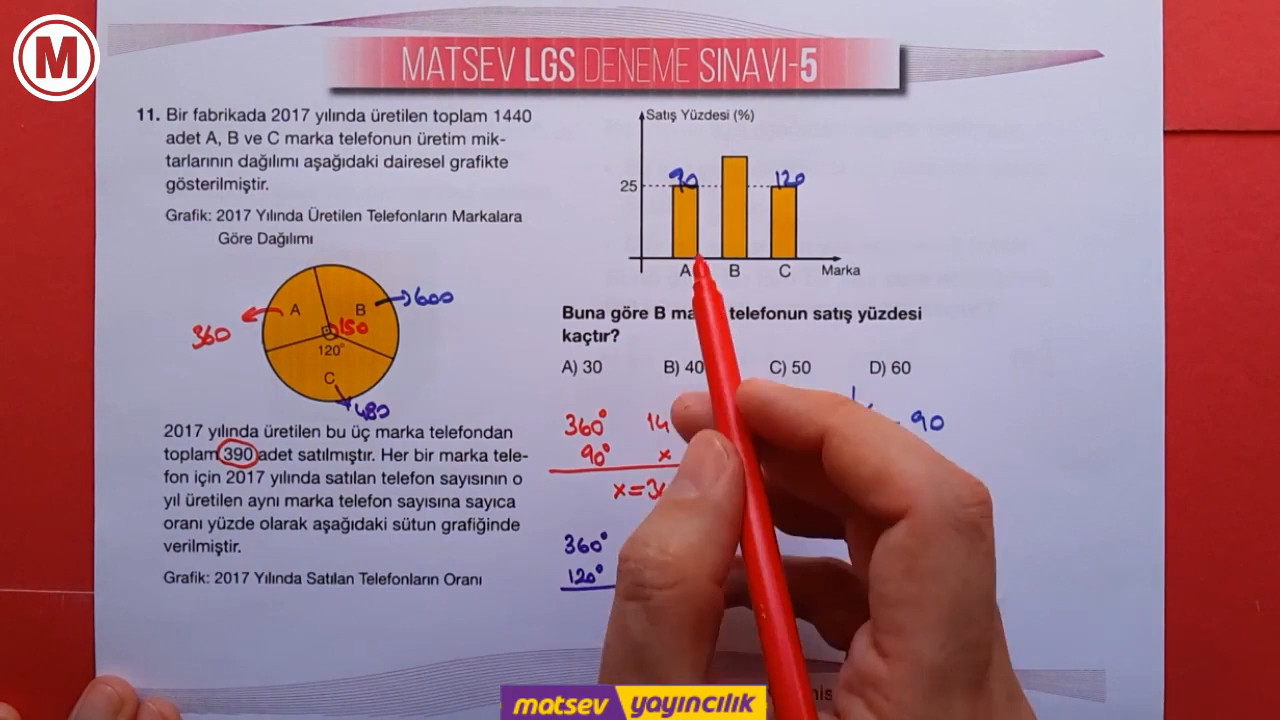 M
MATSEV LGS DENEME SINAVI-5
11. Bir fabrikada 2017 yılında üretilen toplam 1440
adet A, B ve C marka telefonun üretim mik-
tarlarının dağılımı aşağıdaki dairesel grafikte
gösterilmiştir.
Grafik: 2017 Yılında Üretilen Telefonların Markalara
Göre Dağılımı
A
B
600
360
150
120°
C
480
2017 yılında üretilen bu üç marka telefondan
toplam 390 adet satılmıştır. Her bir marka tele-
fon için 2017 yılında satılan telefon sayısının o
yıl üretilen aynı marka telefon sayısına sayıca
oranı yüzde olarak aşağıdaki sütun grafiğinde
verilmiştir.
Grafik: 2017 Yılında Satılan Telefonların Oranı
Satış Yüzdesi (%)
90
120
25
A B C Marka
Buna göre B telefonun satış yüzdesi
kaçtır?
A) 30 B) 40 C) 50 D) 60
360° 14
90° x
x=3
90
360°
120°
matsev yayıncılık